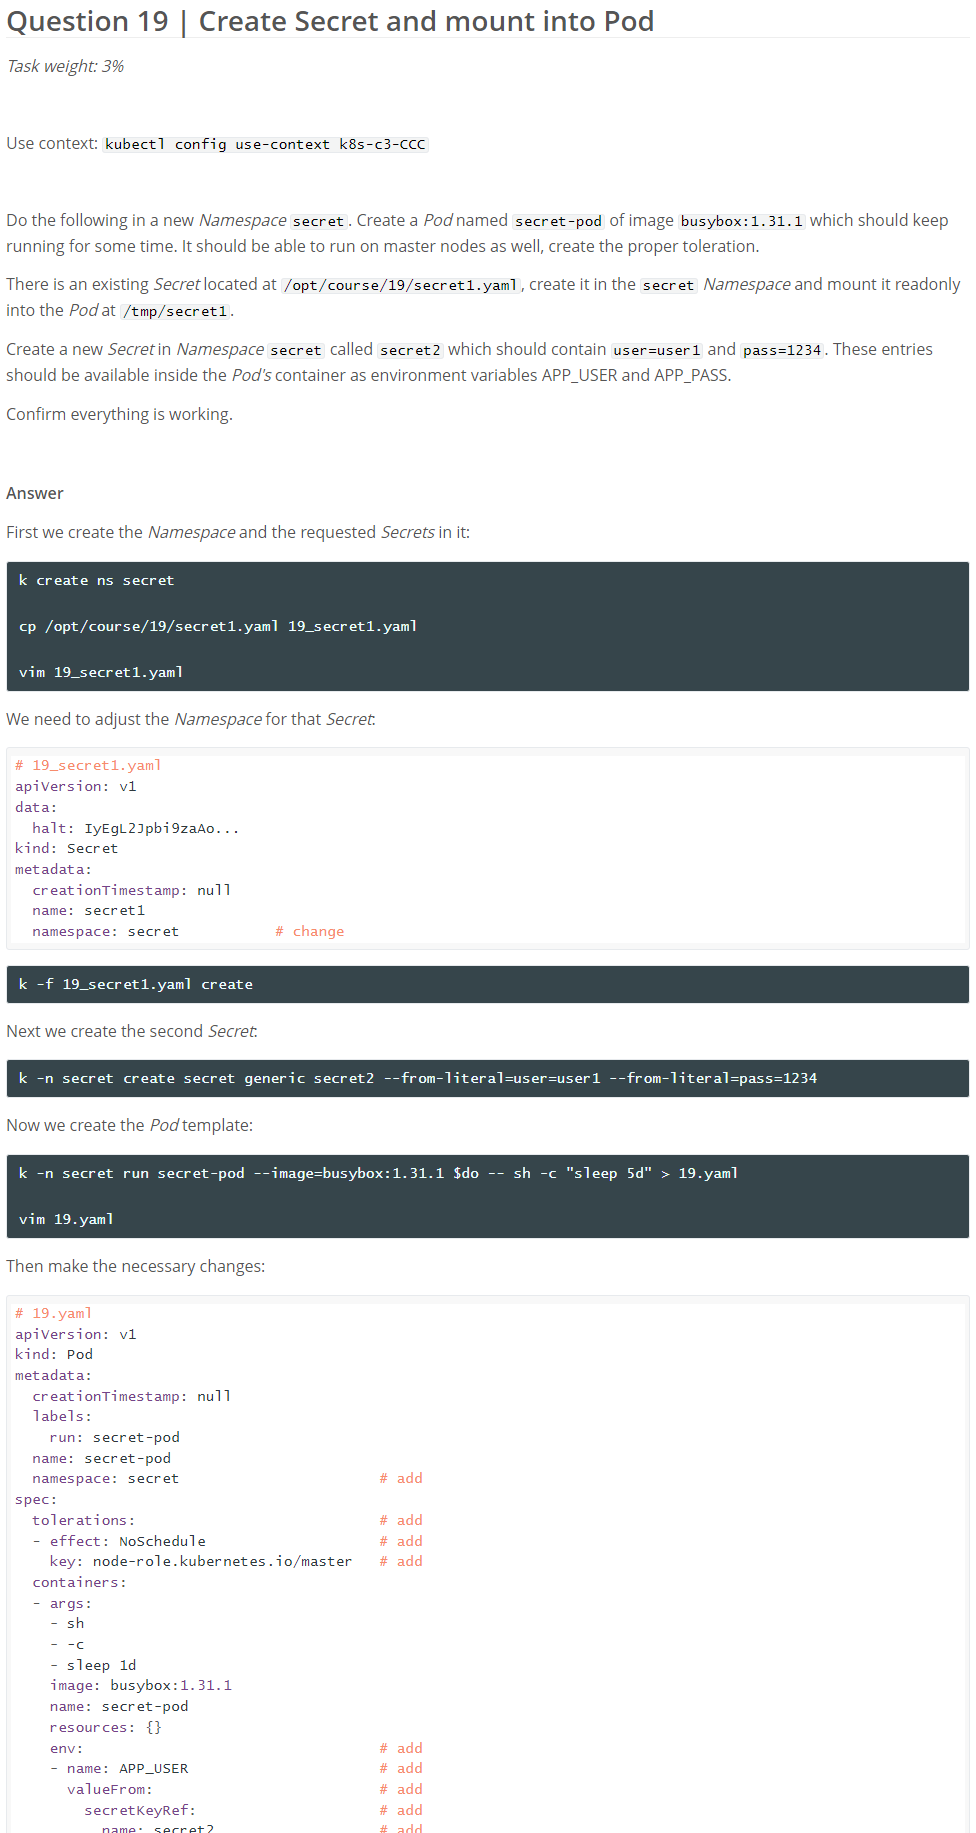 Question 19 | Create Secret and mount into Pod
Task weight: 3%
Use context: kubectl config use-context k8s-c3-CCC
Do the following in a new Namespace secret. Create a Pod named secret-pod of image busybox:1.31.1 which should keep
running for some time. It should be able to run on master nodes as well, create the proper toleration.
There is an existing Secret located at /opt/course/19/secret1.yaml, create it in the secret Namespace and mount it readonly
into the Pod at /tmp/secret1.
Create a new Secret in Namespace secret called secret2 which should contain user=user1 and pass=1234. These entries
should be available inside the Pod's container as environment variables APP_USER and APP_PASS.
Confirm everything is working.
Answer
First we create the Namespace and the requested Secrets in it:
k create ns secret
cp /opt/course/19/secret1.yaml 19_secret1.yaml
vim 19_secret1.yaml
We need to adjust the Namespace for that Secret:
# 19_secret1.yaml
apiVersion: v1
data:
  halt: IyEgL2Jpbi9zaAo...
kind: Secret
metadata:
  creationTimestamp: null
  name: secret1
  namespace: secret           # change
k -f 19_secret1.yaml create
Next we create the second Secret:
k -n secret create secret generic secret2 --from-literal=user=user1 --from-literal=pass=1234
Now we create the Pod template:
k -n secret run secret-pod --image=busybox:1.31.1 $do -- sh -c "sleep 5d" > 19.yaml
vim 19.yaml
Then make the necessary changes:
# 19.yaml
apiVersion: v1
kind: Pod
metadata:
  creationTimestamp: null
  labels:
    run: secret-pod
  name: secret-pod
  namespace: secret                       # add
spec:
  tolerations:                            # add
  - effect: NoSchedule                    # add
    key: node-role.kubernetes.io/master   # add
  containers:
  - args:
    - sh
    - -c
    - sleep 1d
    image: busybox:1.31.1
    name: secret-pod
    resources: {}
    env:                                  # add
    - name: APP_USER                      # add
      valueFrom:                          # add
        secretKeyRef:                     # add
          name: secret2                   # add